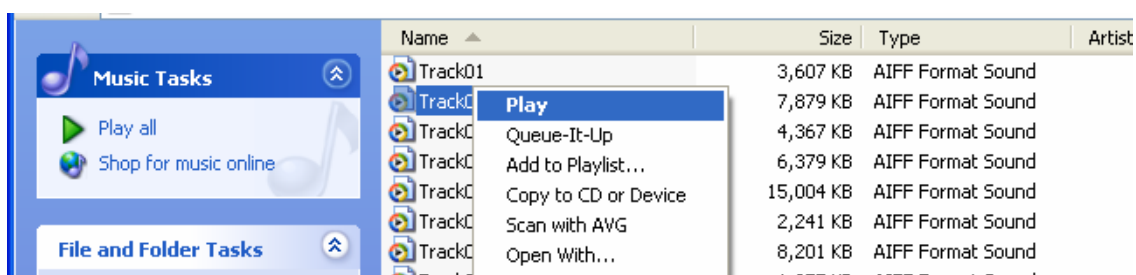 Name Size Type Artist
Music Tasks
Play all
Shop for music online
File and Folder Tasks
Track01 3,607 KB AIFF Format Sound
7,879 KB AIFF Format Sound
4,367 KB AIFF Format Sound
6,379 KB AIFF Format Sound
15,004 KB AIFF Format Sound
2,241 KB AIFF Format Sound
8,201 KB AIFF Format Sound
Play
Queue-It-Up
Add to Playlist...
Copy to CD or Device
Scan with AVG
Open With...